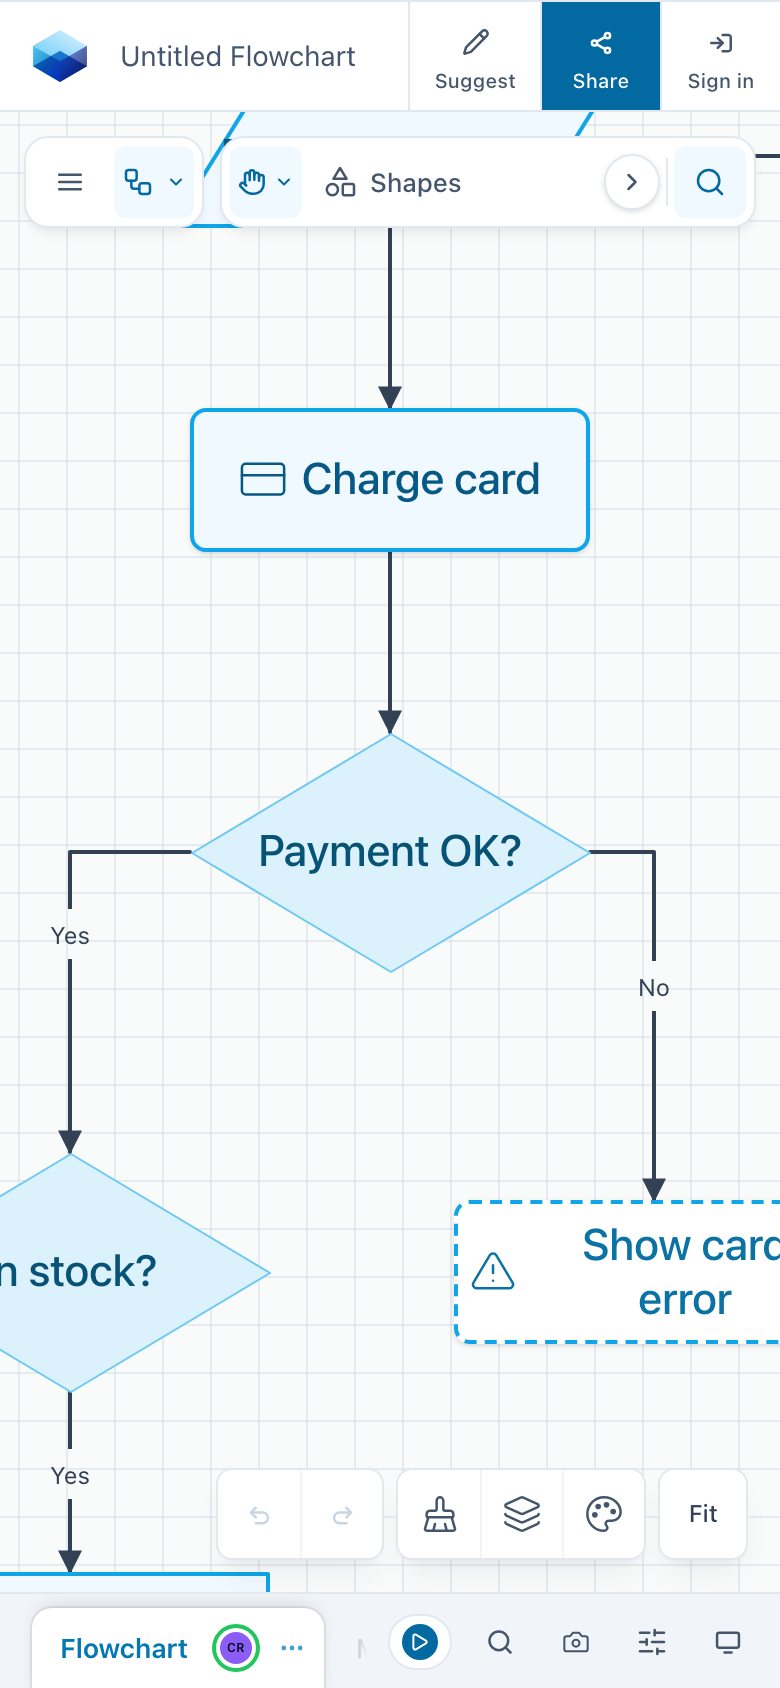 Untitled Flowchart
Suggest
Share
Sign in
Shapes
Charge card
Payment OK?
Yes
No
n stock?
Show card
error
Yes
Fit
Flowchart
CR